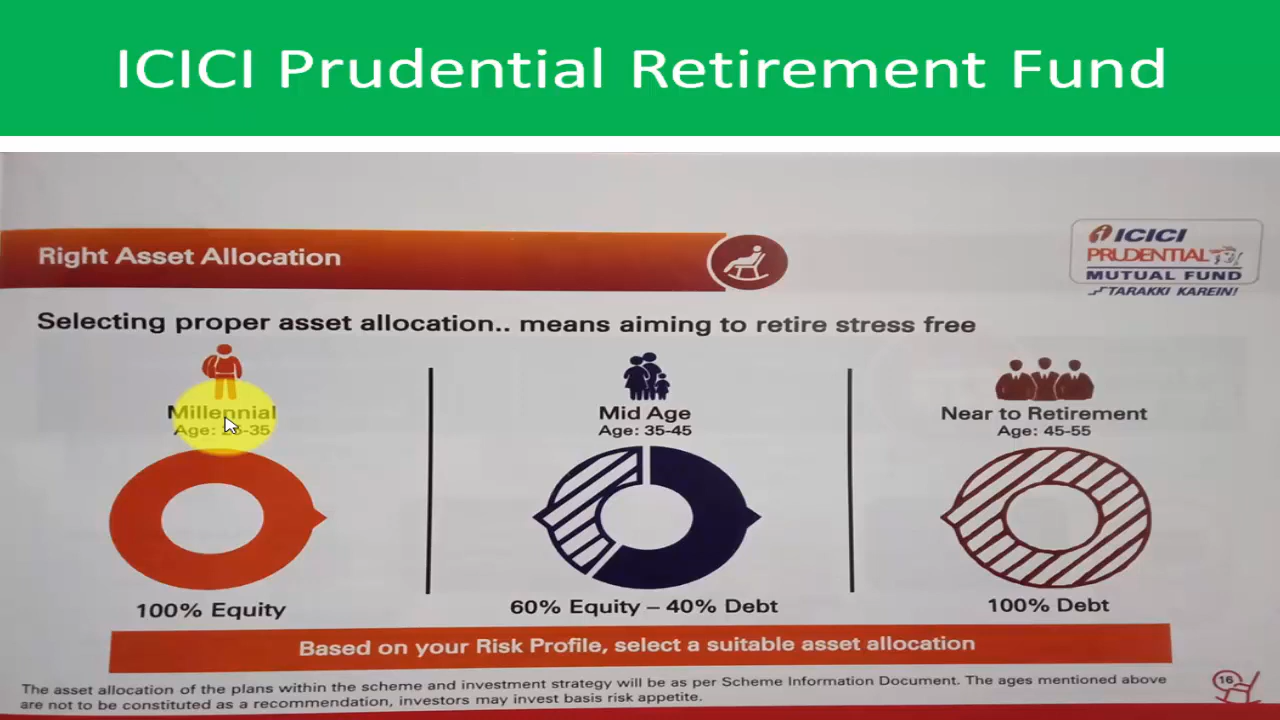 ICICI Prudential Retirement Fund
Right Asset Allocation
ICICI
PRUDENTIAL
MUTUAL FUND
TARAKKI KAREIN!
Selecting proper asset allocation.. means aiming to retire stress free
Millennial
Age: 25-35
100% Equity
Mid Age
Age: 35-45
60% Equity – 40% Debt
Near to Retirement
Age: 45-55
100% Debt
Based on your Risk Profile, select a suitable asset allocation
The asset allocation of the plans within the scheme and investment strategy will be as per Scheme Information Document. The ages mentioned above
are not to be constituted as a recommendation, investors may invest basis risk appetite.
16